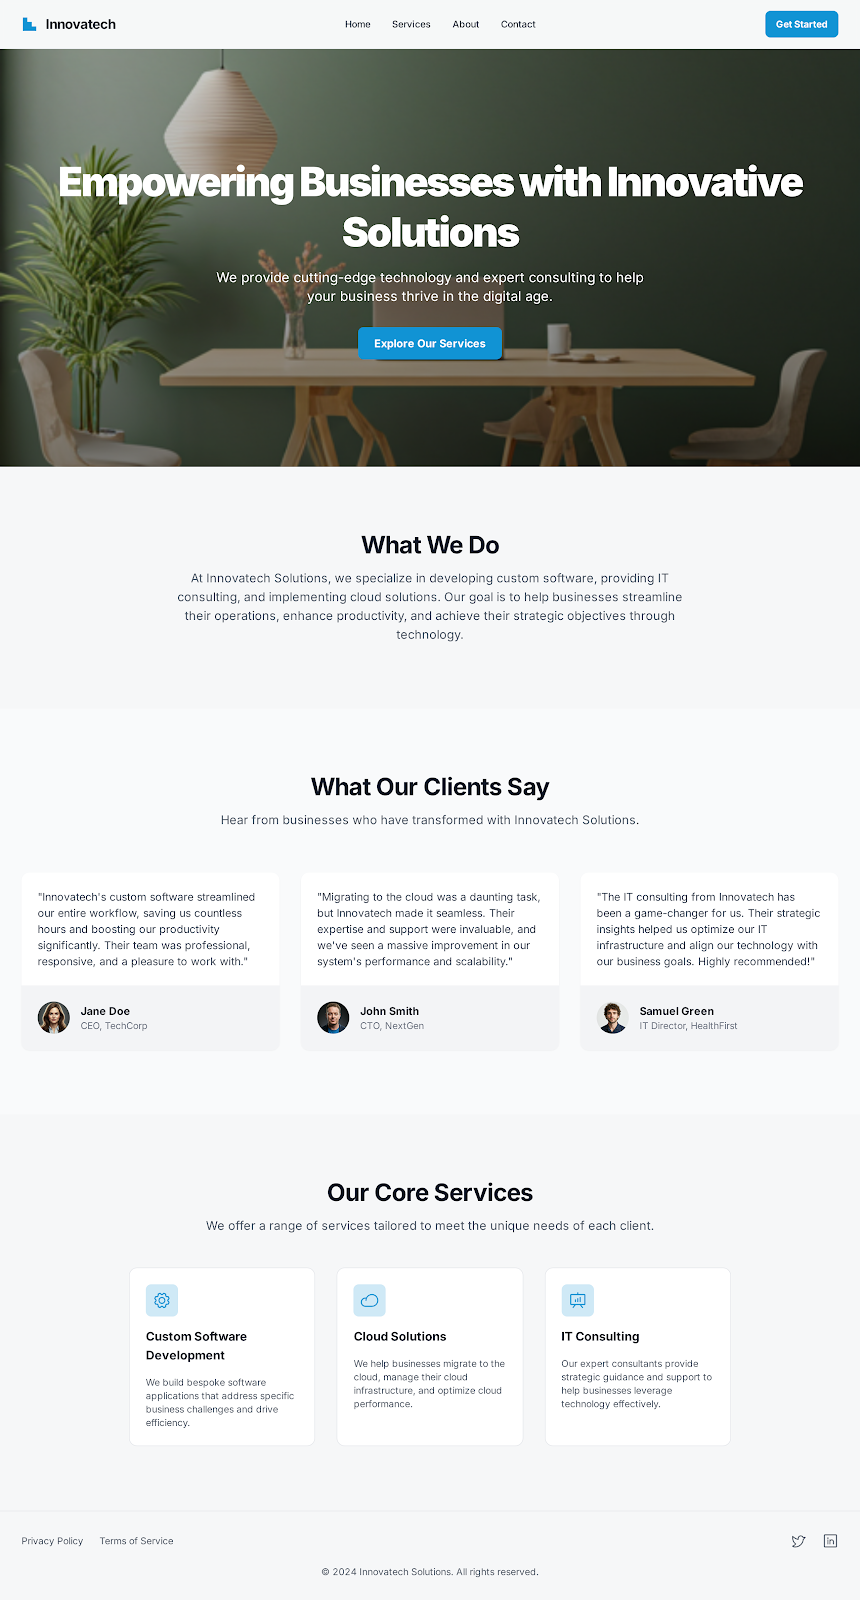 Innovatech
Home Services About Contact
Get Started
Empowering Businesses with Innovative
Solutions
We provide cutting-edge technology and expert consulting to help
your business thrive in the digital age.
Explore Our Services
What We Do
At Innovatech Solutions, we specialize in developing custom software, providing IT
consulting, and implementing cloud solutions. Our goal is to help businesses streamline
their operations, enhance productivity, and achieve their strategic objectives through
technology.
What Our Clients Say
Hear from businesses who have transformed with Innovatech Solutions.
"Innovatech's custom software streamlined
our entire workflow, saving us countless
hours and boosting our productivity
significantly. Their team was professional,
responsive, and a pleasure to work with."
Jane Doe
CEO, TechCorp
"Migrating to the cloud was a daunting task,
but Innovatech made it seamless. Their
expertise and support were invaluable, and
we've seen a massive improvement in our
system's performance and scalability."
John Smith
CTO, NextGen
"The IT consulting from Innovatech has
been a game-changer for us. Their strategic
insights helped us optimize our IT
infrastructure and align our technology with
our business goals. Highly recommended!"
Samuel Green
IT Director, HealthFirst
Our Core Services
We offer a range of services tailored to meet the unique needs of each client.
Custom Software
Development
We build bespoke software
applications that address specific
business challenges and drive
efficiency.
Cloud Solutions
We help businesses migrate to the
cloud, manage their cloud
infrastructure, and optimize cloud
performance.
IT Consulting
Our expert consultants provide
strategic guidance and support to
help businesses leverage
technology effectively.
Privacy Policy Terms of Service
in
© 2024 Innovatech Solutions. All rights reserved.